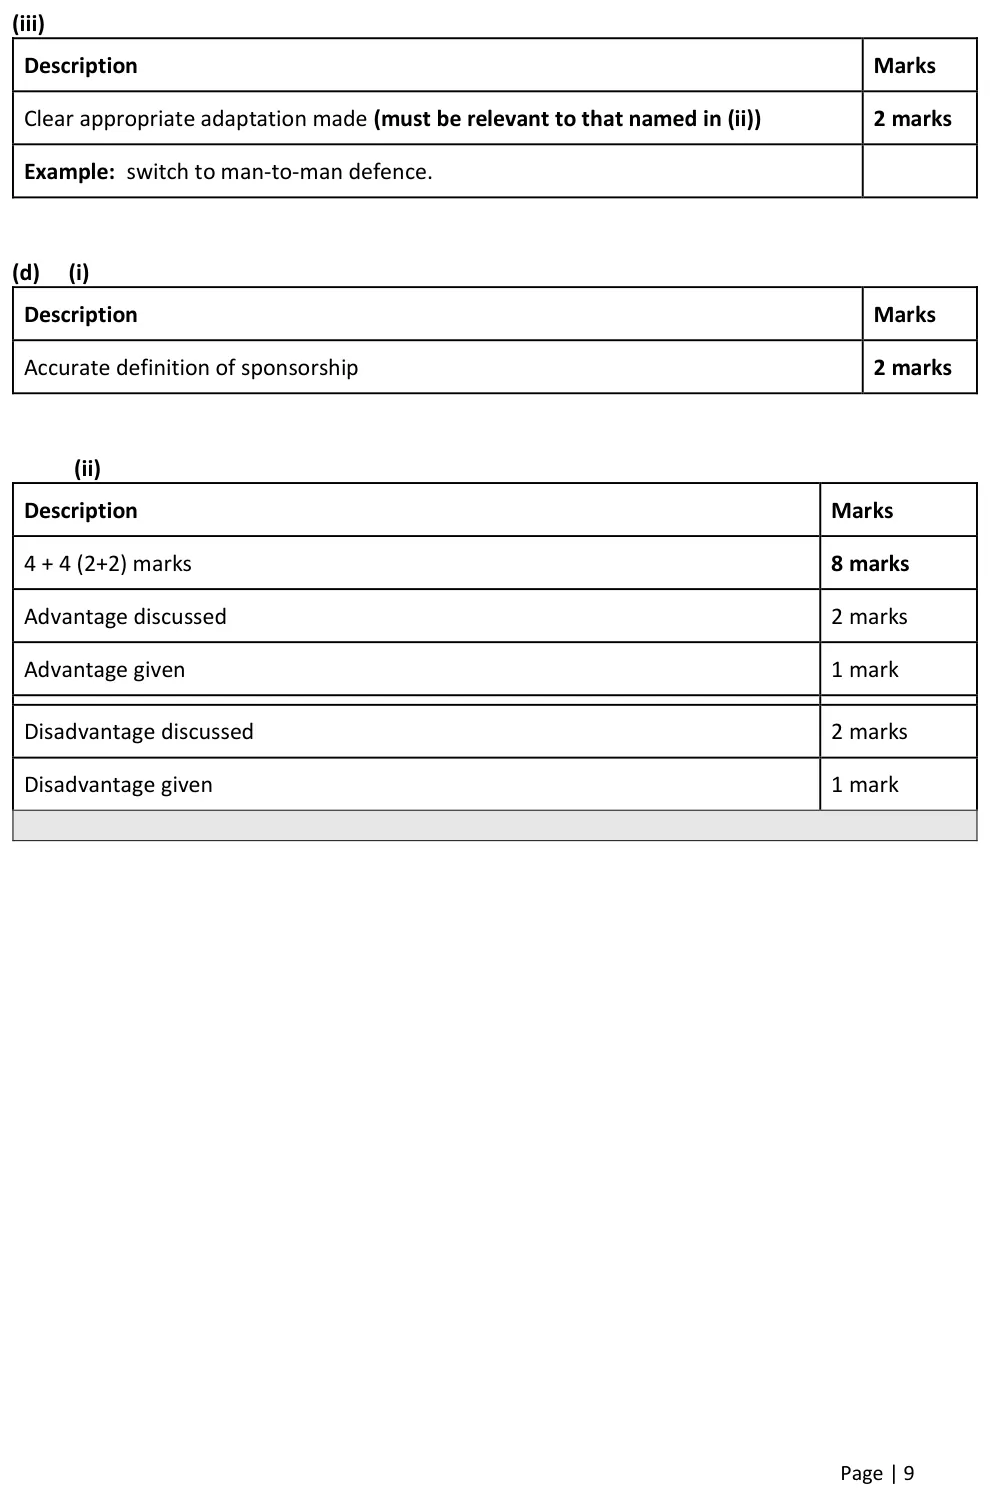 (iii)
Description Marks
Clear appropriate adaptation made (must be relevant to that named in (ii)) 2 marks
Example: switch to man-to-man defence.
(d) (i)
Description Marks
Accurate definition of sponsorship 2 marks
(ii)
Description Marks
4 + 4 (2+2) marks 8 marks
Advantage discussed 2 marks
Advantage given 1 mark
Disadvantage discussed 2 marks
Disadvantage given 1 mark
Page | 9